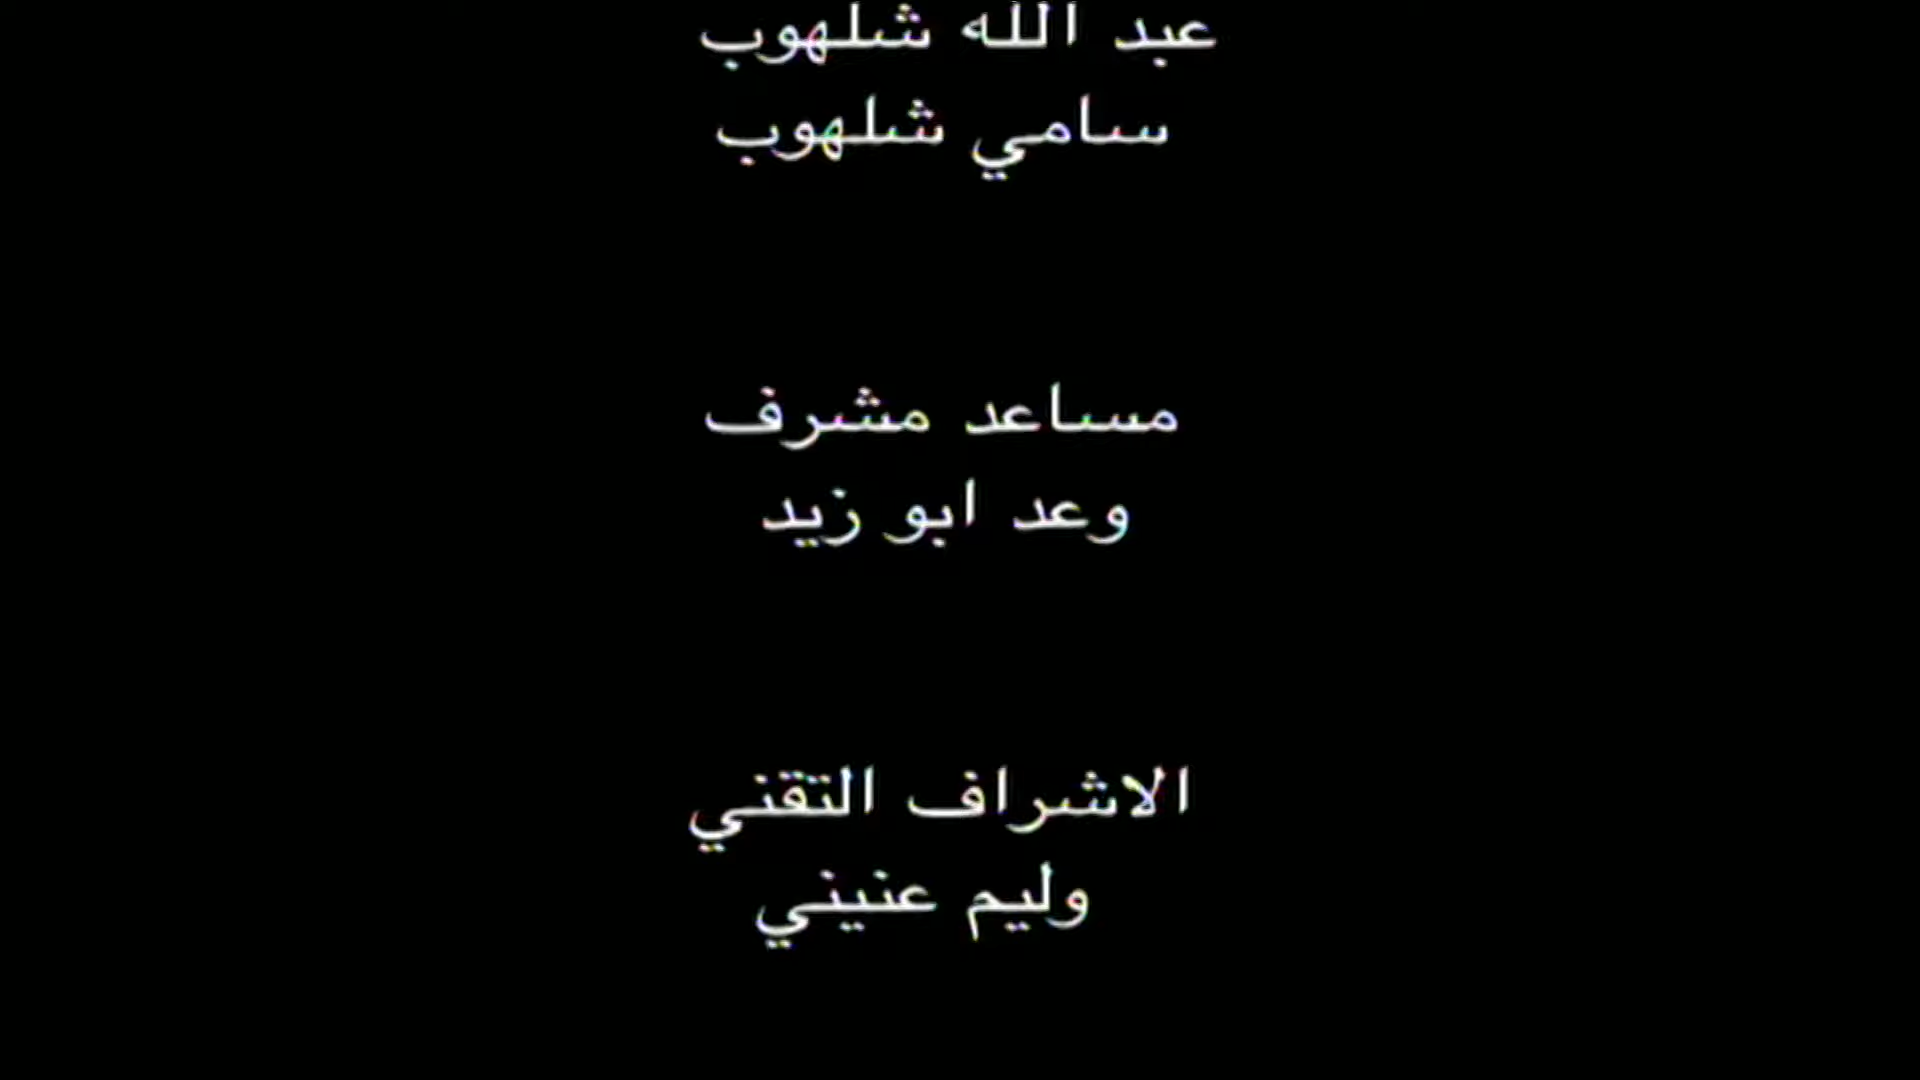 عبد الله شلهوب
سامي شلهوب
مساعد مشرف
وعد ابو زيد
الاشراف التقني
وليم عنيني